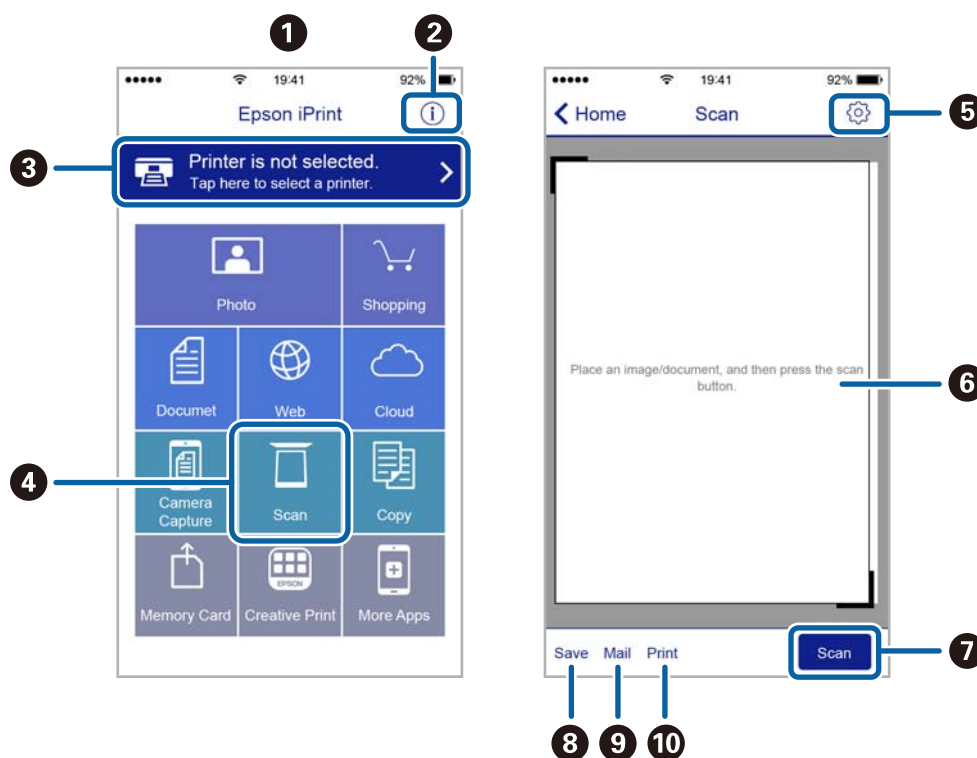 1
2
19:41
92%
Epson iPrint
3
Printer is not selected.
Tap here to select a printer.
Photo
Shopping
Documet
Web
Cloud
4
Camera
Capture
Scan
Copy
EPSON
Memory Card
Creative Print
More Apps
19:41
92%
Home
Scan
5
Place an image/document, and then press the scan
button.
6
Save
Mail
Print
Scan
7
8
9
10